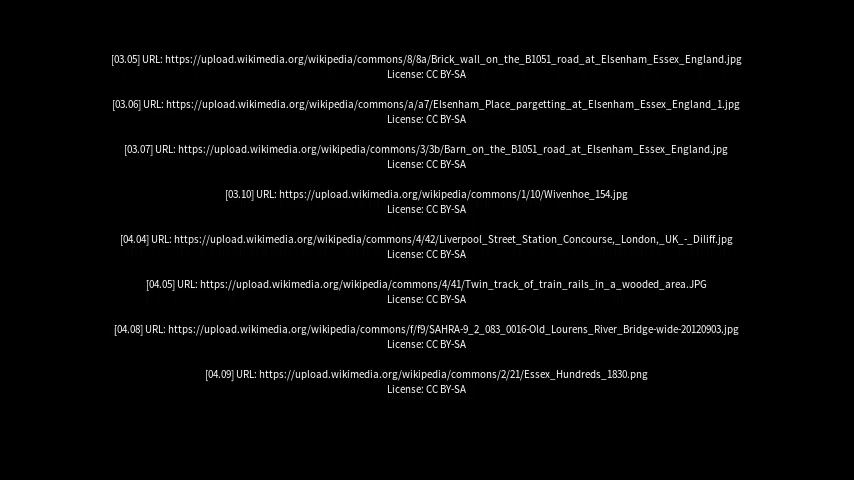 [03.05] URL: https://upload.wikimedia.org/wikipedia/commons/8/8a/Brick_wall_on_the_B1051_road_at_Elsenham_Essex_England.jpg
License: CC BY-SA
[03.06] URL: https://upload.wikimedia.org/wikipedia/commons/a/a7/Elsenham_Place_pargetting_at_Elsenham_Essex_England_1.jpg
License: CC BY-SA
[03.07] URL: https://upload.wikimedia.org/wikipedia/commons/3/3b/Barn_on_the_B1051_road_at_Elsenham_Essex_England.jpg
License: CC BY-SA
[03.10] URL: https://upload.wikimedia.org/wikipedia/commons/1/10/Wivenhoe_154.jpg
License: CC BY-SA
[04.04] URL: https://upload.wikimedia.org/wikipedia/commons/4/42/Liverpool_Street_Station_Concourse,_London,_UK_-_Diliff.jpg
License: CC BY-SA
[04.05] URL: https://upload.wikimedia.org/wikipedia/commons/4/41/Twin_track_of_train_rails_in_a_wooded_area.JPG
License: CC BY-SA
[04.08] URL: https://upload.wikimedia.org/wikipedia/commons/f/f9/SAHRA-9_2_083_0016-Old_Lourens_River_Bridge-wide-20120903.jpg
License: CC BY-SA
[04.09] URL: https://upload.wikimedia.org/wikipedia/commons/2/21/Essex_Hundreds_1830.png
License: CC BY-SA